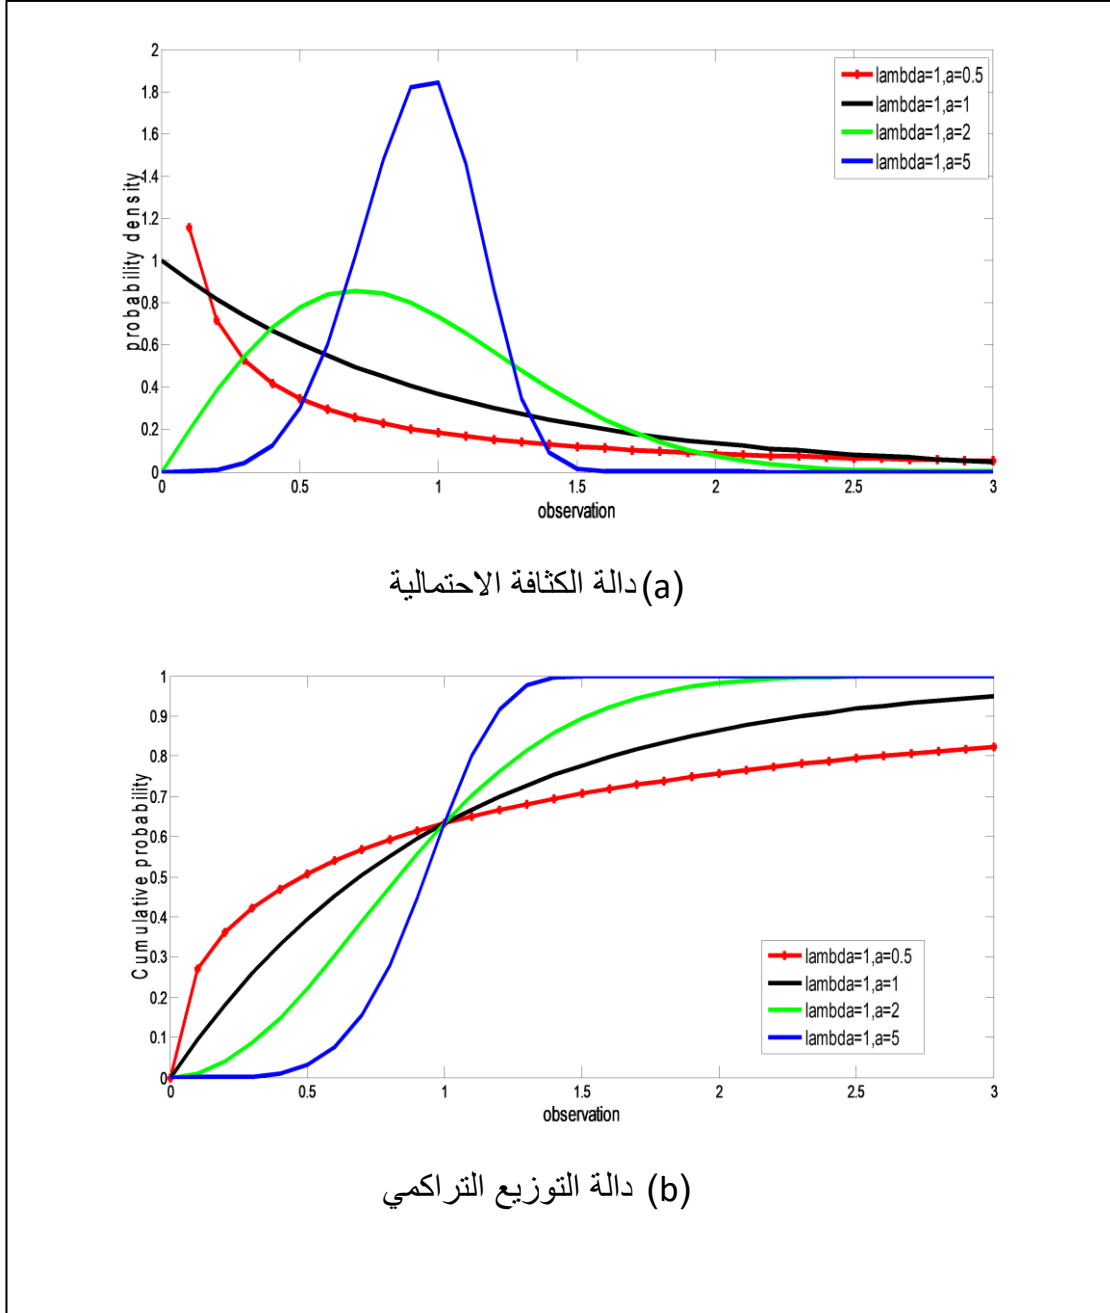 2
1.8
1.6
1.4
1.2
1
0.8
0.6
0.4
0.2
0
probability density
lambda=1,a=0.5
lambda=1,a=1
lambda=1,a=2
lambda=1,a=5
0 0.5 1 1.5 2 2.5 3
observation
(a) دالة الكثافة الاحتمالية
1
0.9
0.8
0.7
0.6
0.5
0.4
0.3
0.2
0.1
0
Cumulative probability
lambda=1,a=0.5
lambda=1,a=1
lambda=1,a=2
lambda=1,a=5
0 0.5 1 1.5 2 2.5 3
observation
(b) دالة التوزيع التراكمي